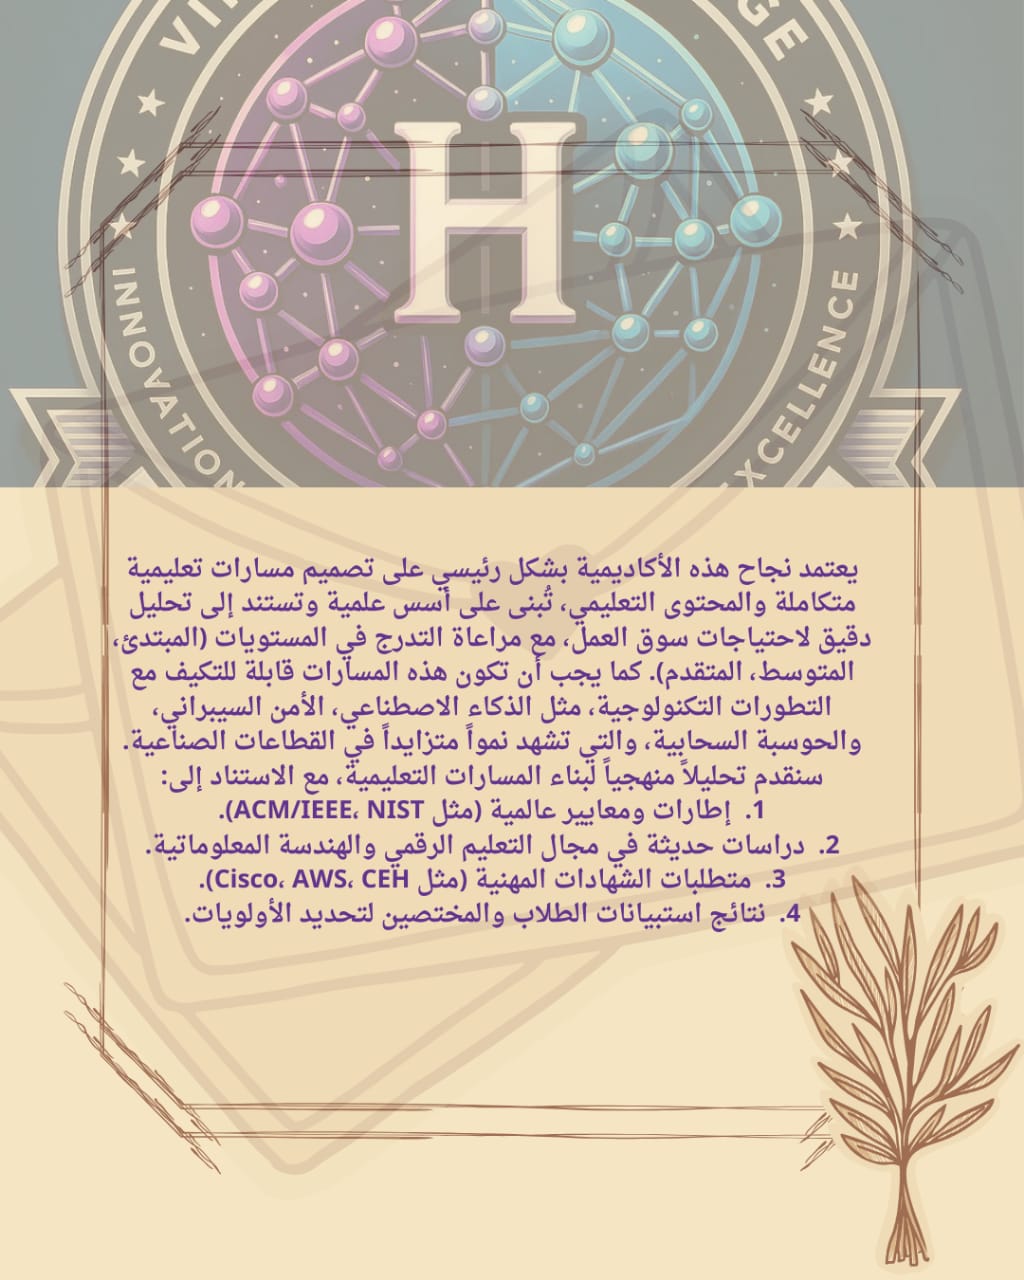 H
INNOVATION
EXCELLENCE
يعتمد نجاح هذه الأكاديمية بشكل رئيسي على تصميم مسارات تعليمية
متكاملة والمحتوى التعليمي، تُبنى على أسس علمية وتستند إلى تحليل
دقيق لاحتياجات سوق العمل، مع مراعاة التدرج في المستويات (المبتدئ،
المتوسط، المتقدم). كما يجب أن تكون هذه المسارات قابلة للتكيف مع
التطورات التكنولوجية، مثل الذكاء الاصطناعي، الأمن السيبراني،
والحوسبة السحابية، والتي تشهد نمواً متزايداً في القطاعات الصناعية.
سنقدم تحليلاً منهجياً لبناء المسارات التعليمية، مع الاستناد إلى:
1. إطارات ومعايير عالمية (مثل ACM/IEEE، NIST).
2. دراسات حديثة في مجال التعليم الرقمي والهندسة المعلوماتية.
3. متطلبات الشهادات المهنية (مثل Cisco، AWS، CEH).
4. نتائج استبيانات الطلاب والمختصين لتحديد الأولويات.